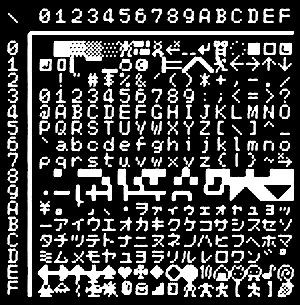 \ 0123456789ABCDEF
0
1
2 !"#$%&'()*+,-./
3 0123456789:;<=>?
4 @ABCDEFGHIJKLMNO
5 PQRSTUVWXYZ[\]^_
6 `abcdefghijklmno
7 pqrstuvwxyz{|}~
8
9
A ¥。「」、・ヲァィゥェォャュョッ
B ーアイウエオカキクケコサシスセソ
C タチツテトナニヌネノハヒフヘホマ
D ミムメモヤユヨラリルレロワン゛゜
E
F